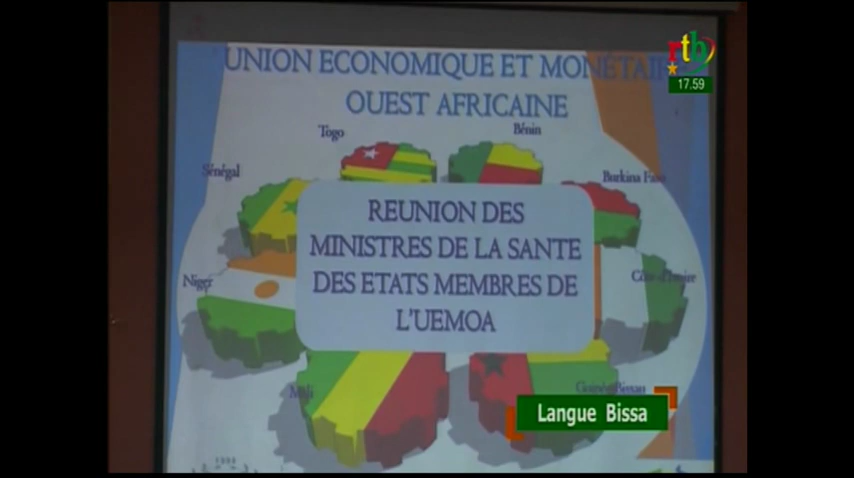 rtb
17.59
UNION ECONOMIQUE ET MONÉTAIRE
OUEST AFRICAINE
Togo
Bénin
Sénégal
Burkina Faso
REUNION DES
MINISTRES DE LA SANTE
DES ETATS MEMBRES DE
L'UEMOA
Niger
Côte d'Ivoire
Mali
Guinée-Bissau
Langue Bissa